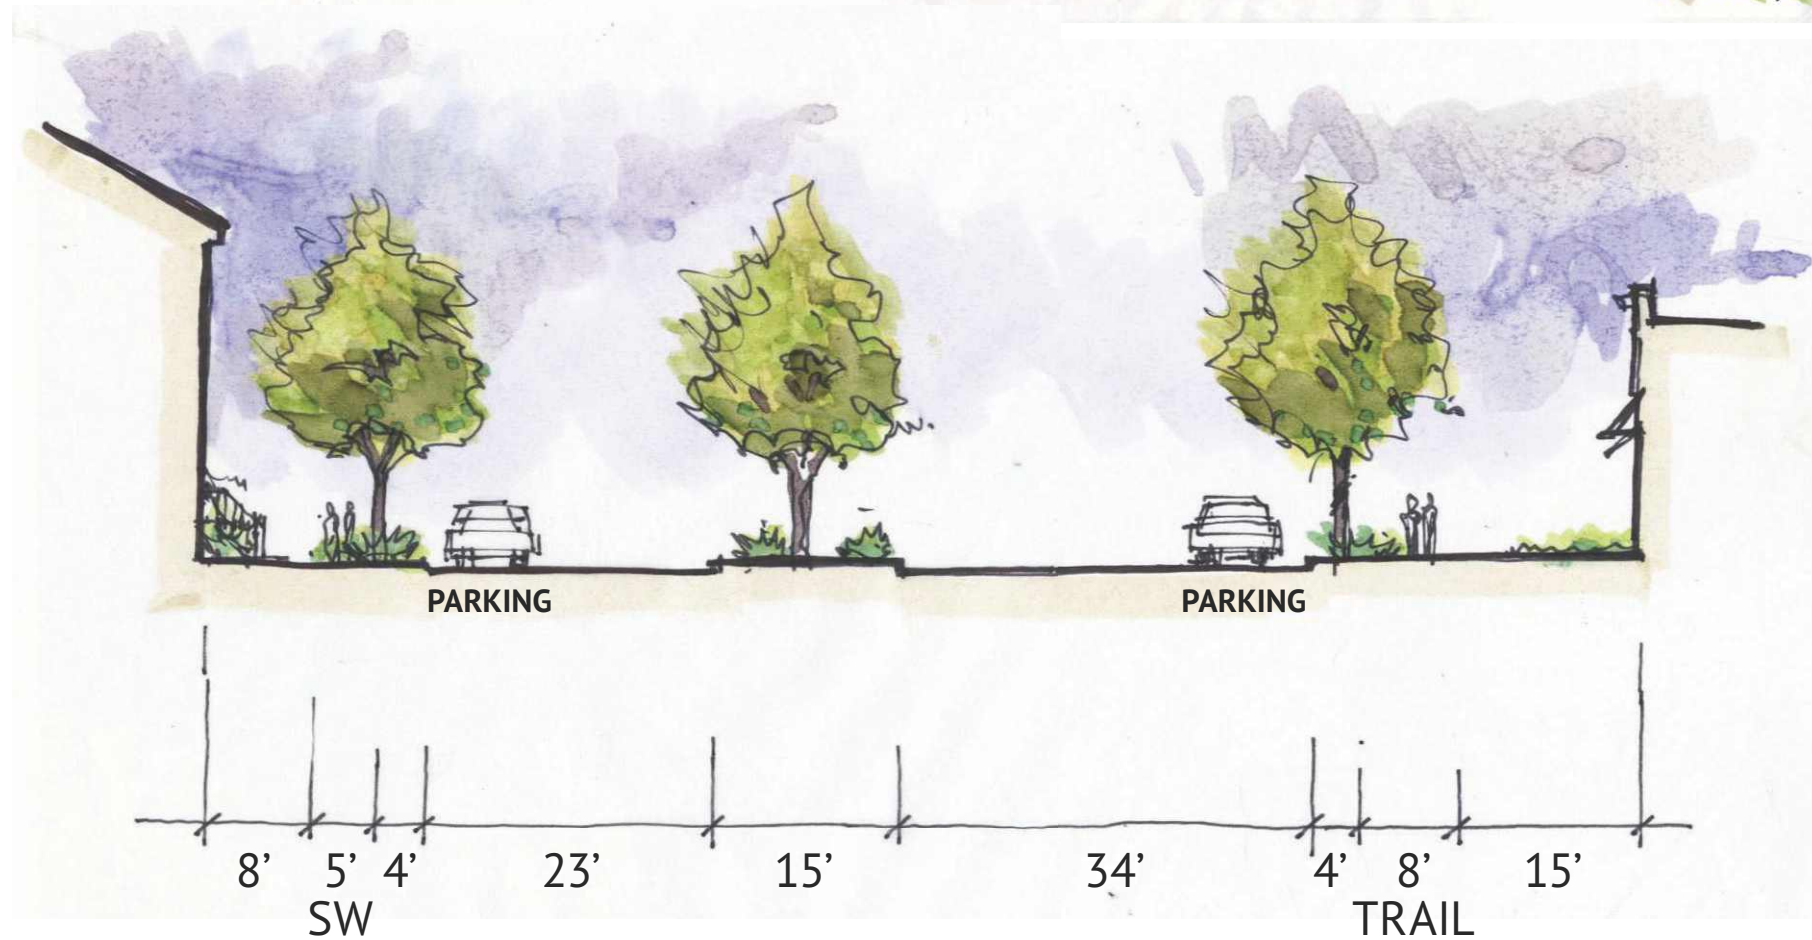 PARKING PARKING
8’ 5’ 4’ 23’ 15’ 34’ 4’ 8’ 15’
SW TRAIL